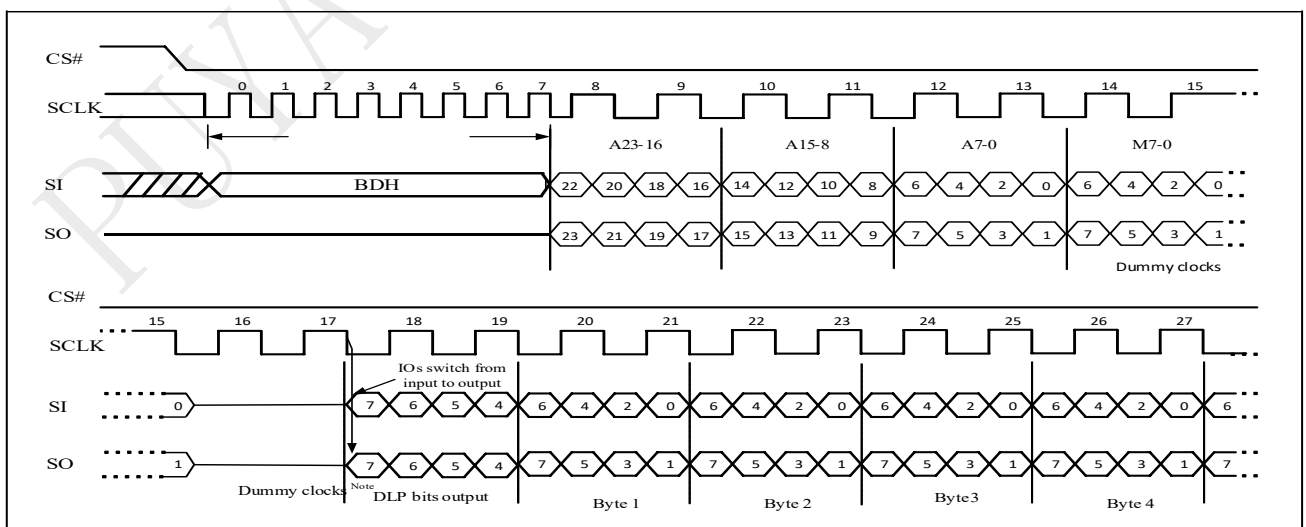 PUYA
CS#
0 1 2 3 4 5 6 7 8 9 10 11 12 13 14 15
SCLK
A23-16 A15-8 A7-0 M7-0
SI BDH 22 20 18 16 14 12 10 8 6 4 2 0 6 4 2 0
SO 23 21 19 17 15 13 11 9 7 5 3 1 7 5 3 1
Dummy clocks
CS#
15 16 17 18 19 20 21 22 23 24 25 26 27
SCLK
IOs switch from
input to output
SI 0 7 6 5 4 6 4 2 0 6 4 2 0 6 4 2 0 6 4 2 0 6
SO 1 7 6 5 4 7 5 3 1 7 5 3 1 7 5 3 1 7 5 3 1 7
Dummy clocks Note DLP bits output Byte 1 Byte 2 Byte3 Byte 4